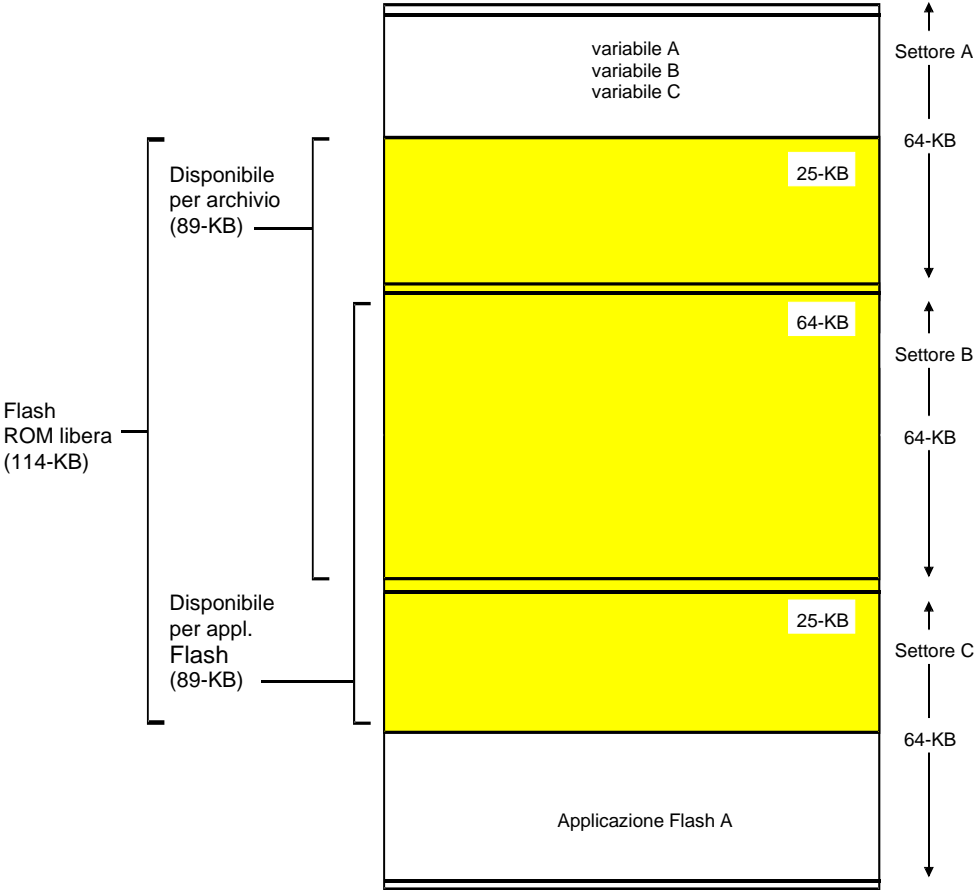 variabile A
variabile B
variabile C
Settore A
64-KB
25-KB
Disponibile
per archivio
(89-KB)
64-KB
Settore B
64-KB
Flash
ROM libera
(114-KB)
Disponibile
per appl.
Flash
(89-KB)
25-KB
Settore C
64-KB
Applicazione Flash A